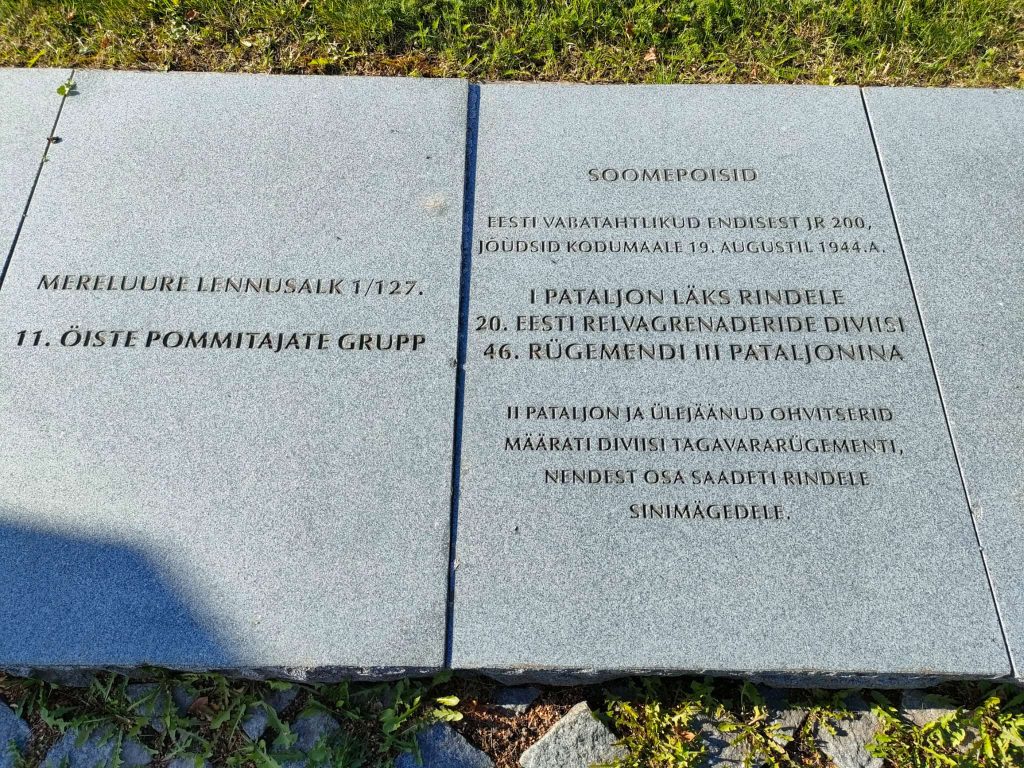 MERELUURE LENNUSALK 1/127.
11. ÖISTE POMMITAJATE GRUPP
SOOMEPOISID
EESTI VABATAHTLIKUD ENDISEST JR 200,
JÕUDSID KODUMAALE 19. AUGUSTIL 1944.A.
I PATALJON LÄKS RINDELE
20. EESTI RELVAGRENADERIDE DIVIISI
46. RÜGEMENDI III PATALJONINA
II PATALJON JA ÜLEJÄÄNUD OHVITSERID
MÄÄRATI DIVIISI TAGAVARARÜGEMENTI,
NENDEST OSA SAADETI RINDELE
SINIMÄGEDELE.